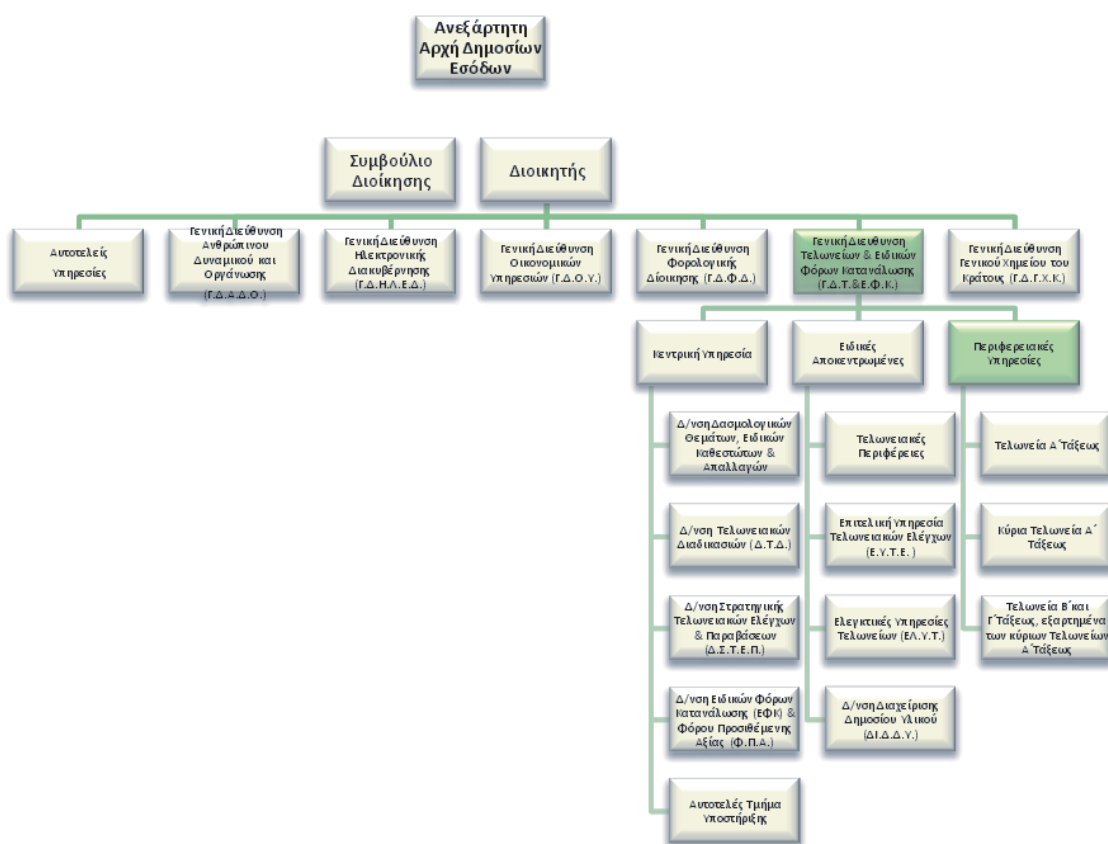 Ανεξάρτητη
Αρχή Δημοσίων
Εσόδων
Συμβούλιο
Διοίκησης
Διοικητής
Αυτοτελείς
Υπηρεσίες
Γενική Διεύθυνση
Ανθρώπινου
Δυναμικού και
Οργάνωσης
(Γ.Δ.Α.Δ.Ο.)
Γενική Διεύθυνση
Ηλεκτρονικής
Διακυβέρνησης
(Γ.Δ.Η.Λ.Ε.Δ.)
Γενική Διεύθυνση
Οικονομικών
Υπηρεσιών (Γ.Δ.Ο.Υ.)
Γενική Διεύθυνση
Φορολογικής
Δίοικησης (Γ.Δ.Φ.Δ.)
Γενική Διευθυνση
Τελωνείων & Ειδικών
Φόρων Κατανάλωσης
(Γ.Δ.Τ.&Ε.Φ.Κ.)
Γενική Διεύθυνση
Γενικού Χημείου του
Κράτους (Γ.Δ.Γ.Χ.Κ.)
Κεντρική Υπηρεσία
Ειδικές
Αποκεντρωμένες
Περιφερειακές
Υπηρεσίες
Δ/νση Δασμολογικών
Θεμάτων, Ειδικών
Καθεστώτων &
Απαλλαγών
Δ/νση Τελωνειακών
Διαδικασιών (Δ.Τ.Δ.)
Δ/νση Στρατηγικής
Τελωνειακών Ελέγχων
& Παραβάσεων
(Δ.Σ.Τ.Ε.Π.)
Δ/νση Ειδικών Φόρων
Κατανάλωσης (ΕΦΚ) &
Φόρου Προστιθέμενης
Αξίας (Φ.Π.Α.)
Αυτοτελές Τμήμα
Υποστήριξης
Τελωνειακές
Περιφέρειες
Επιτελική Υπηρεσία
Τελωνειακών Ελέγχων
(Ε.Υ.Τ.Ε. )
Ελεγκτικές Υπηρεσίες
Τελωνείων (ΕΛ.Υ.Τ.)
Δ/νση Διαχείρισης
Δημοσίου Υλικού
(ΔΙ.Δ.Δ.Υ.)
Τελωνεία Α΄Τάξεως
Κύρια Τελωνεία Α΄
Τάξεως
Τελωνεία Β΄και
Γ΄Τάξεως, εξαρτημένα
των κύριων Τελωνείων
Α΄Τάξεως